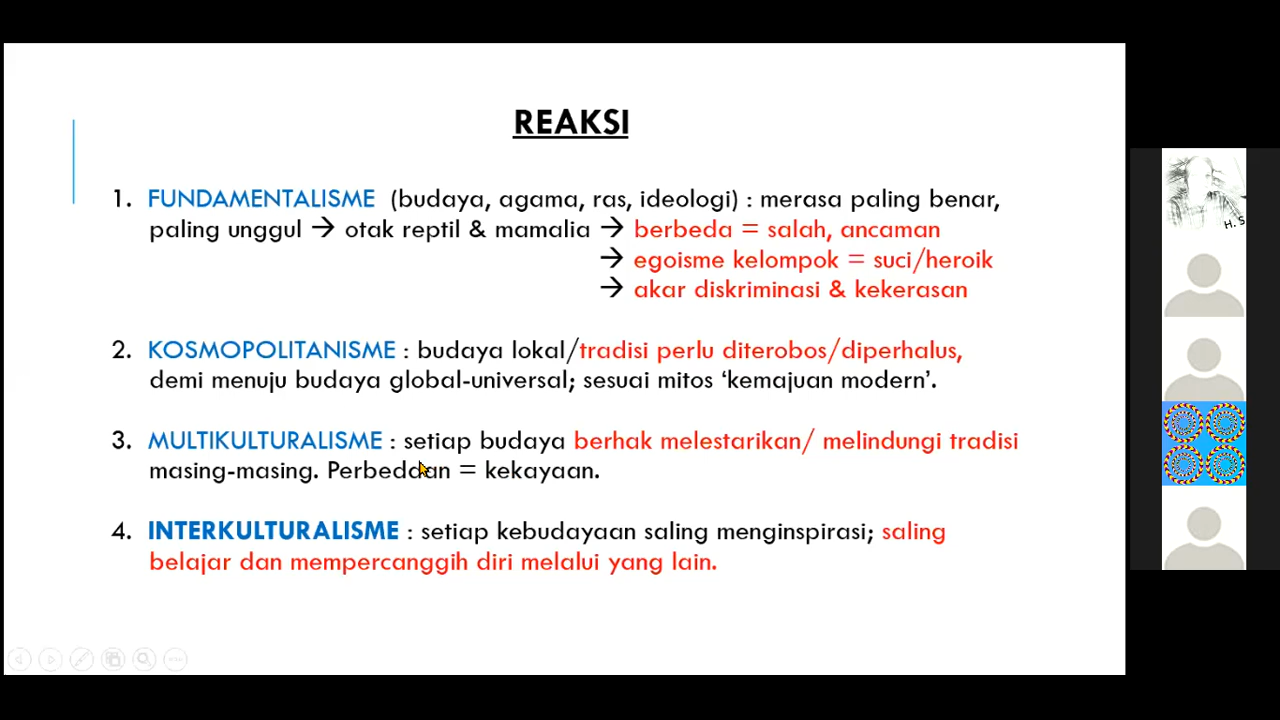 REAKSI
1. FUNDAMENTALISME (budaya, agama, ras, ideologi) : merasa paling benar,
paling unggul → otak reptil & mamalia → berbeda = salah, ancaman
→ egoisme kelompok = suci/heroik
→ akar diskriminasi & kekerasan
2. KOSMOPOLITANISME : budaya lokal/tradisi perlu diterobos/diperhalus,
demi menuju budaya global-universal; sesuai mitos ‘kemajuan modern’.
3. MULTIKULTURALISME : setiap budaya berhak melestarikan/ melindungi tradisi
masing-masing. Perbedaan = kekayaan.
4. INTERKULTURALISME : setiap kebudayaan saling menginspirasi; saling
belajar dan mempercanggih diri melalui yang lain.
H. S